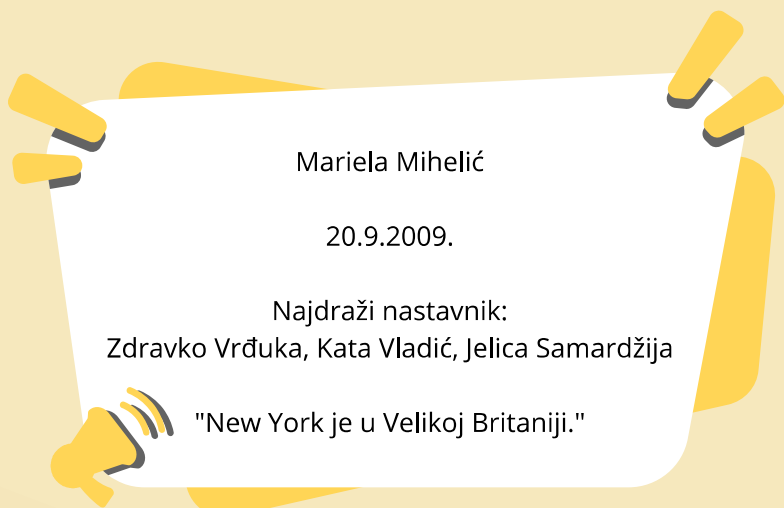 Mariela Mihelić
20.9.2009.
Najdraži nastavnik:
Zdravko Vrđuka, Kata Vladić, Jelica Samardžija
"New York je u Velikoj Britaniji."